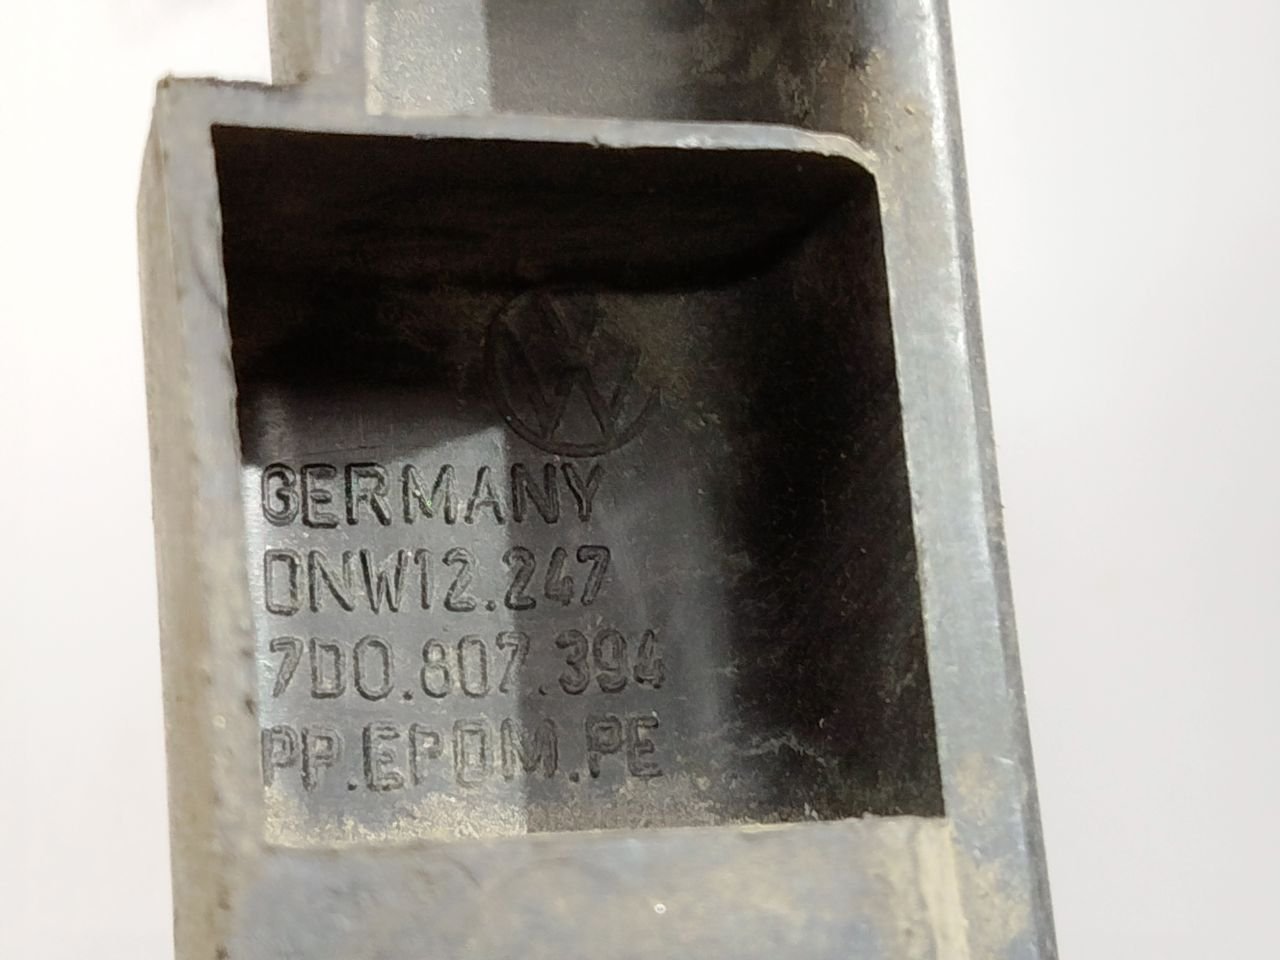 GERMANY
DNW12.247
7D0.807.394
PP.EPDM.PE